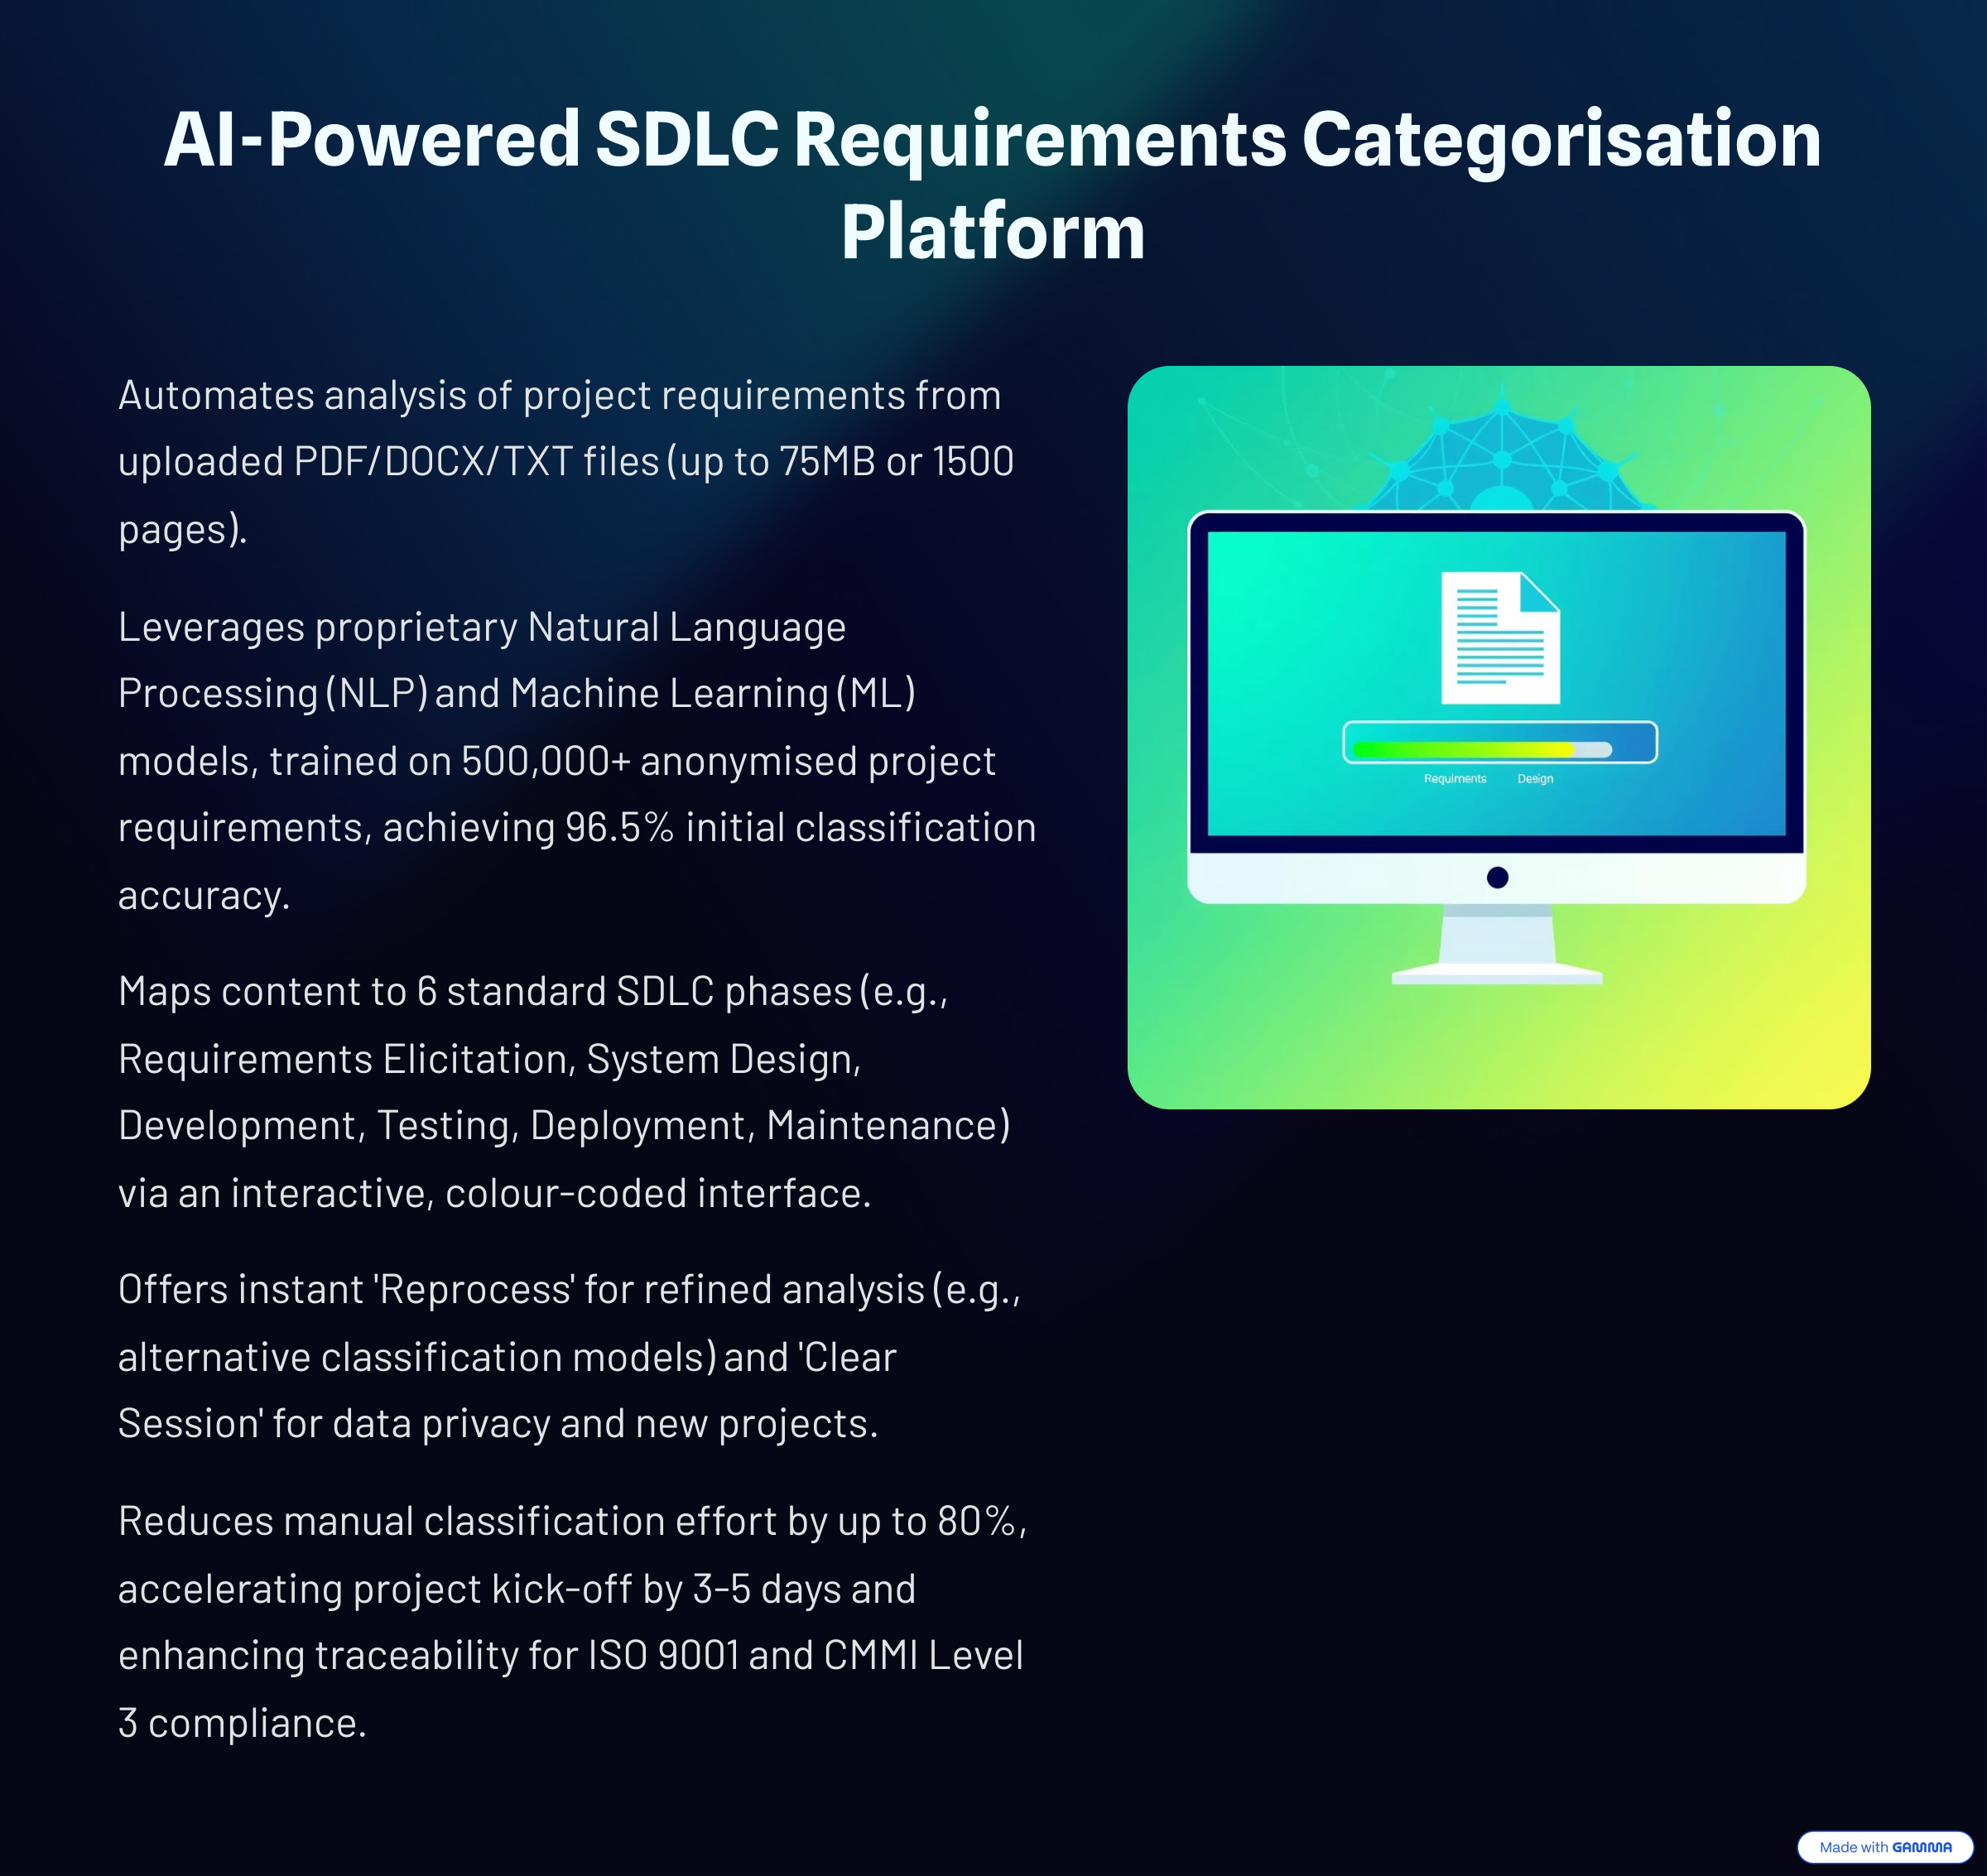 AI-Powered SDLC Requirements Categorisation
Platform
Automates analysis of project requirements from
uploaded PDF/DOCX/TXT files (up to 75MB or 1500
pages).
Leverages proprietary Natural Language
Processing (NLP) and Machine Learning (ML)
models, trained on 500,000+ anonymised project
requirements, achieving 96.5% initial classification
accuracy.
Maps content to 6 standard SDLC phases (e.g.,
Requirements Elicitation, System Design,
Development, Testing, Deployment, Maintenance)
via an interactive, colour-coded interface.
Offers instant 'Reprocess' for refined analysis (e.g.,
alternative classification models) and 'Clear
Session' for data privacy and new projects.
Reduces manual classification effort by up to 80%,
accelerating project kick-off by 3-5 days and
enhancing traceability for ISO 9001 and CMMI Level
3 compliance.
Requiments Design
Made with GAMMA